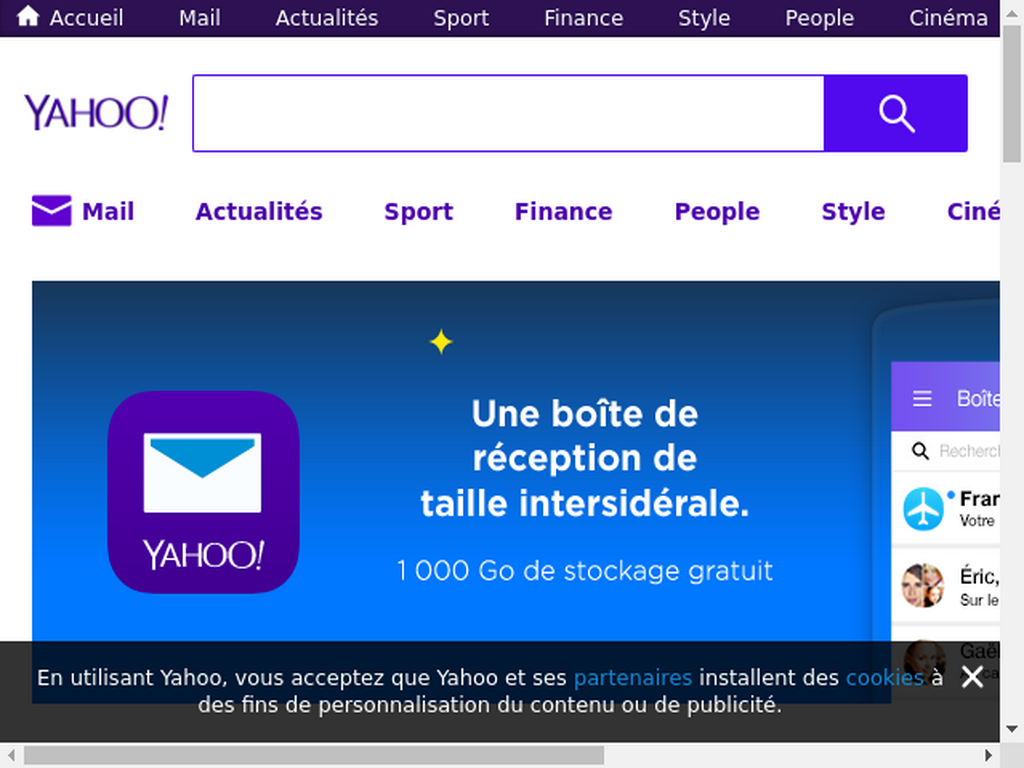 Accueil Mail Actualités Sport Finance Style People Cinéma
YAHOO!
Mail Actualités Sport Finance People Style Ciné
Une boîte de
réception de
taille intersidérale.
1 000 Go de stockage gratuit
YAHOO!
Boîte
Recherch
Fran
Votre
Éric,
Sur le
Gaël
En utilisant Yahoo, vous acceptez que Yahoo et ses partenaires installent des cookies à
des fins de personnalisation du contenu ou de publicité.